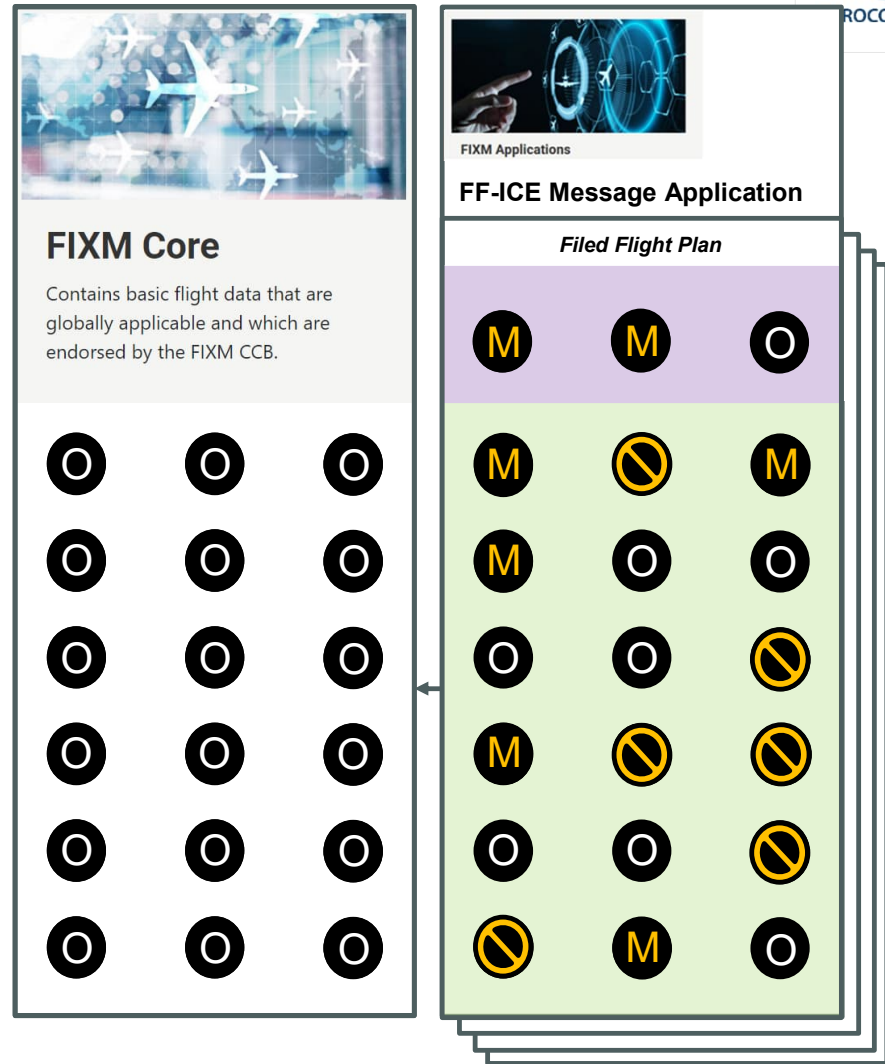 ROCC
FIXM Applications
FF-ICE Message Application
FIXM Core
Contains basic flight data that are
globally applicable and which are
endorsed by the FIXM CCB.
Filed Flight Plan
M M O
O O O
M M
O O O
M O O
O O O
O O
O O O
M
O O O
O O
O O O
M O